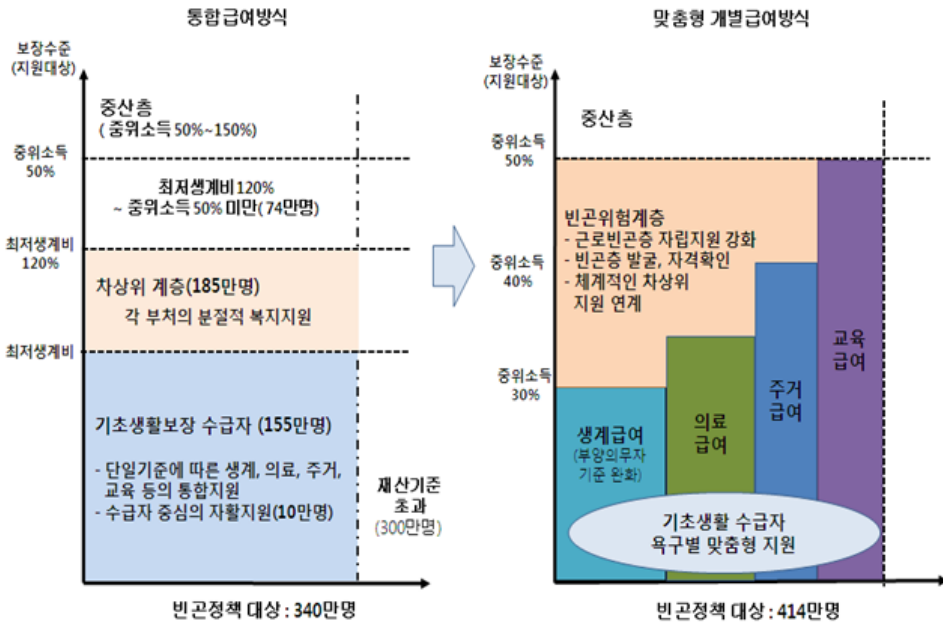 통합급여방식
보장수준
(지원대상)
중산층
( 중위소득 50%~150%)
중위소득
50%
최저생계비 120%
~ 중위소득 50% 미만( 74만명)
최저생계비
120%
차상위 계층(185만명)
각 부처의 분절적 복지지원
최저생계비
기초생활보장 수급자 (155만명)
- 단일기준에 따른 생계, 의료, 주거,
교육 등의 통합지원
- 수급자 중심의 자활지원(10만명)
재산기준
초과
(300만명)
빈곤정책 대상 : 340만명
맞춤형 개별급여방식
보장수준
(지원대상)
중산층
중위소득
50%
빈곤위험계층
- 근로빈곤층 자립지원 강화
- 빈곤층 발굴, 자격확인
- 체계적인 차상위
지원 연계
중위소득
40%
중위소득
30%
생계급여
(부양의무자
기준 완화)
의료
급여
주거
급여
교육
급여
기초생활 수급자
욕구별 맞춤형 지원
빈곤정책 대상 : 414만명